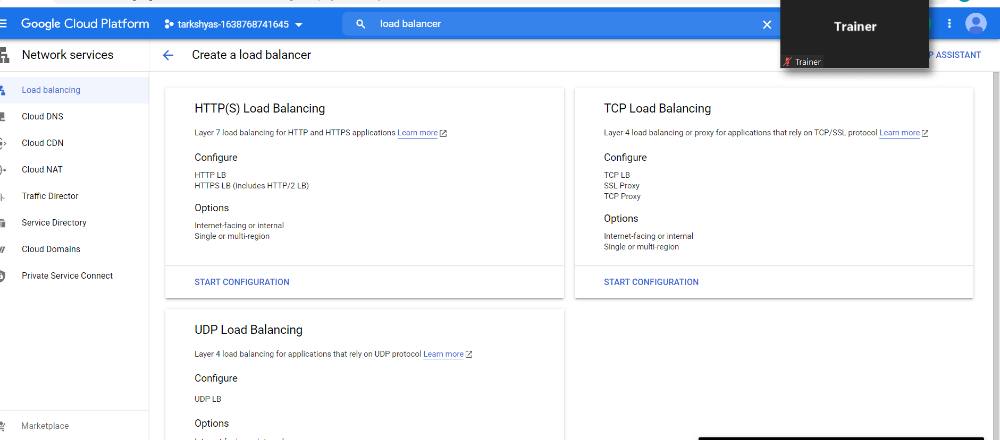 Google Cloud Platform
tarkshyas-1638768741645
load balancer
Trainer
Trainer
Network services
Create a load balancer
P ASSISTANT
Load balancing
Cloud DNS
Cloud CDN
Cloud NAT
Traffic Director
Service Directory
Cloud Domains
Private Service Connect
Marketplace
HTTP(S) Load Balancing
Layer 7 load balancing for HTTP and HTTPS applications Learn more
Configure
HTTP LB
HTTPS LB (includes HTTP/2 LB)
Options
Internet-facing or internal
Single or multi-region
START CONFIGURATION
TCP Load Balancing
Layer 4 load balancing or proxy for applications that rely on TCP/SSL protocol Learn more
Configure
TCP LB
SSL Proxy
TCP Proxy
Options
Internet-facing or internal
Single or multi-region
START CONFIGURATION
UDP Load Balancing
Layer 4 load balancing for applications that rely on UDP protocol Learn more
Configure
UDP LB
Options